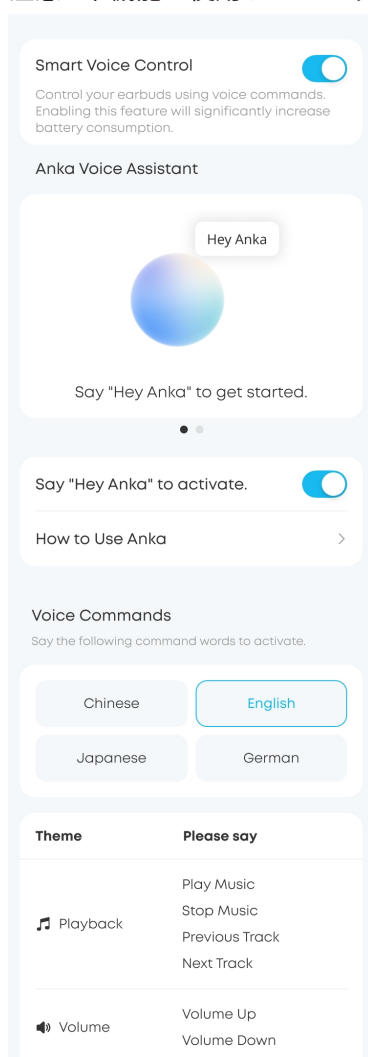 Smart Voice Control
Control your earbuds using voice commands.
Enabling this feature will significantly increase
battery consumption.
Anka Voice Assistant
Hey Anka
Say "Hey Anka" to get started.
Say "Hey Anka" to activate.
How to Use Anka
Voice Commands
Say the following command words to activate.
Chinese
English
Japanese
German
Theme
Please say
Playback
Play Music
Stop Music
Previous Track
Next Track
Volume
Volume Up
Volume Down